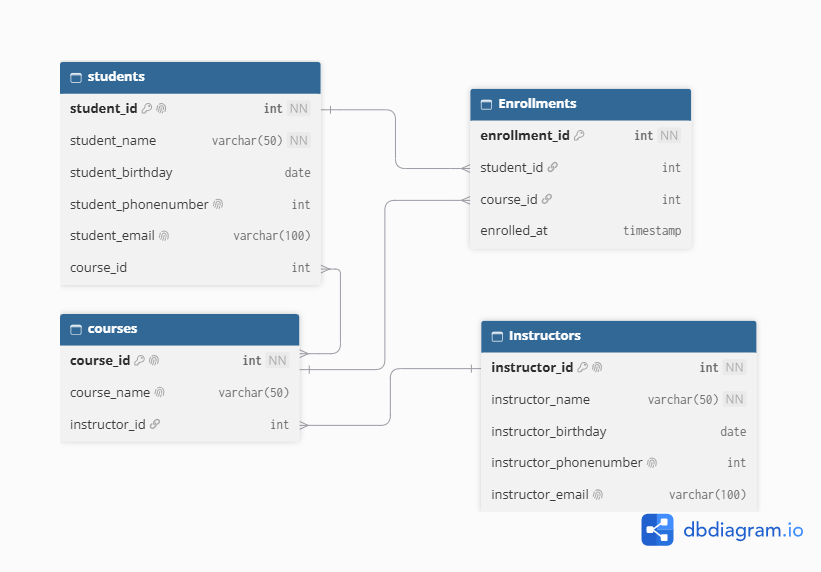 students
student_id int NN
student_name varchar(50) NN
student_birthday date
student_phonenumber int
student_email varchar(100)
course_id int
courses
course_id int NN
course_name varchar(50)
instructor_id int
Enrollments
enrollment_id int NN
student_id int
course_id int
enrolled_at timestamp
Instructors
instructor_id int NN
instructor_name varchar(50) NN
instructor_birthday date
instructor_phonenumber int
instructor_email varchar(100)
dbdiagram.io